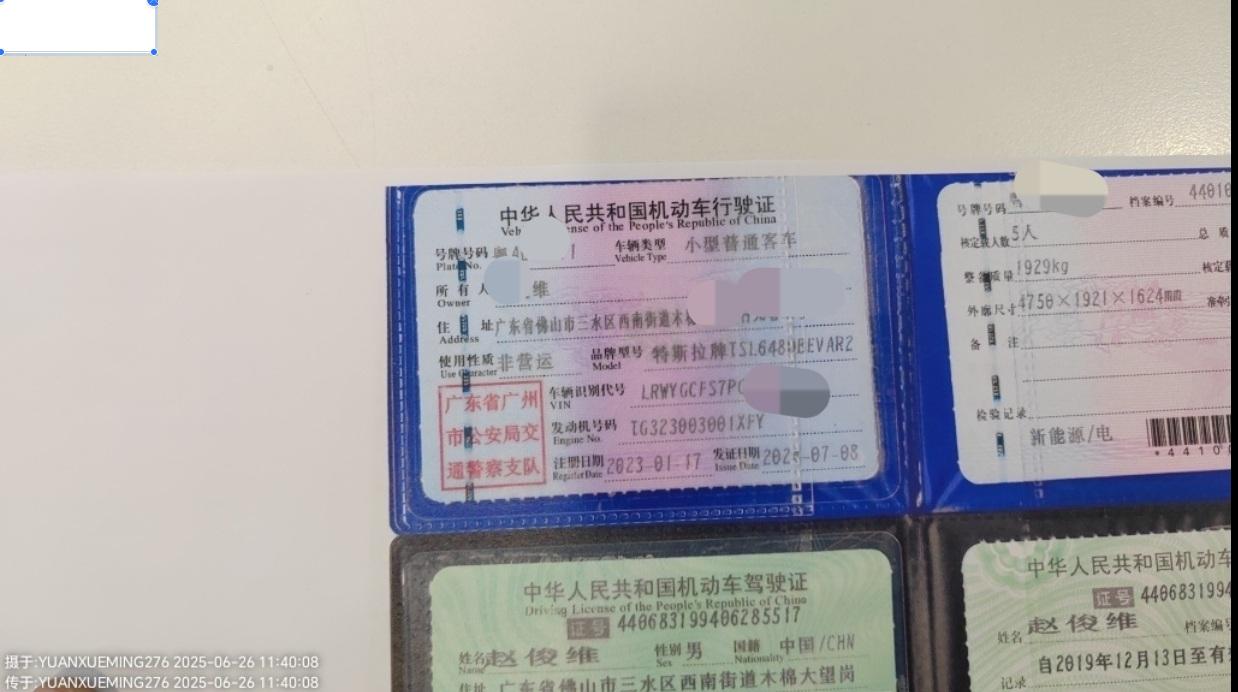 中华人民共和国机动车行驶证
Vehicle License of the People's Republic of China
号牌号码 粤A
Plate No.
车辆类型 小型普通客车
Vehicle Type
所有人 维
Owner
住址 广东省佛山市三水区西南街道木
Address
使用性质 非营运
Use Character
品牌型号 特斯拉牌TSL6480BEVAR2
Model
广东省广州
市公安局交
通警察支队
车辆识别代号 LRWYGCFS7P
VIN
发动机号码 TG323003001XFY
Engine No.
注册日期 2023-01-17
Register Date
发证日期 07-08
Issue Date
号牌号码
档案编号 44010
核定载人数 5人
总质
整备质量 1929kg
核定载
外廓尺寸 4750×1921×1624mm
备注
检验记录
新能源/电
*4410
中华人民共和国机动车驾驶证
Driving License of the People's Republic of China
证号 440683199406285517
姓名 赵俊维
Name
性别 男
Sex
国籍 中国/CHN
Nationality
住址 广东省佛山市三水区西南街道木棉大望岗
中华人民共和国机动车
证号 4406831994
姓名 赵俊维
档案编号
自2019年12月13日至有
记录
摄于:YUANXUEMING276 2025-06-26 11:40:08
传于:YUANXUEMING276 2025-06-26 11:40:08